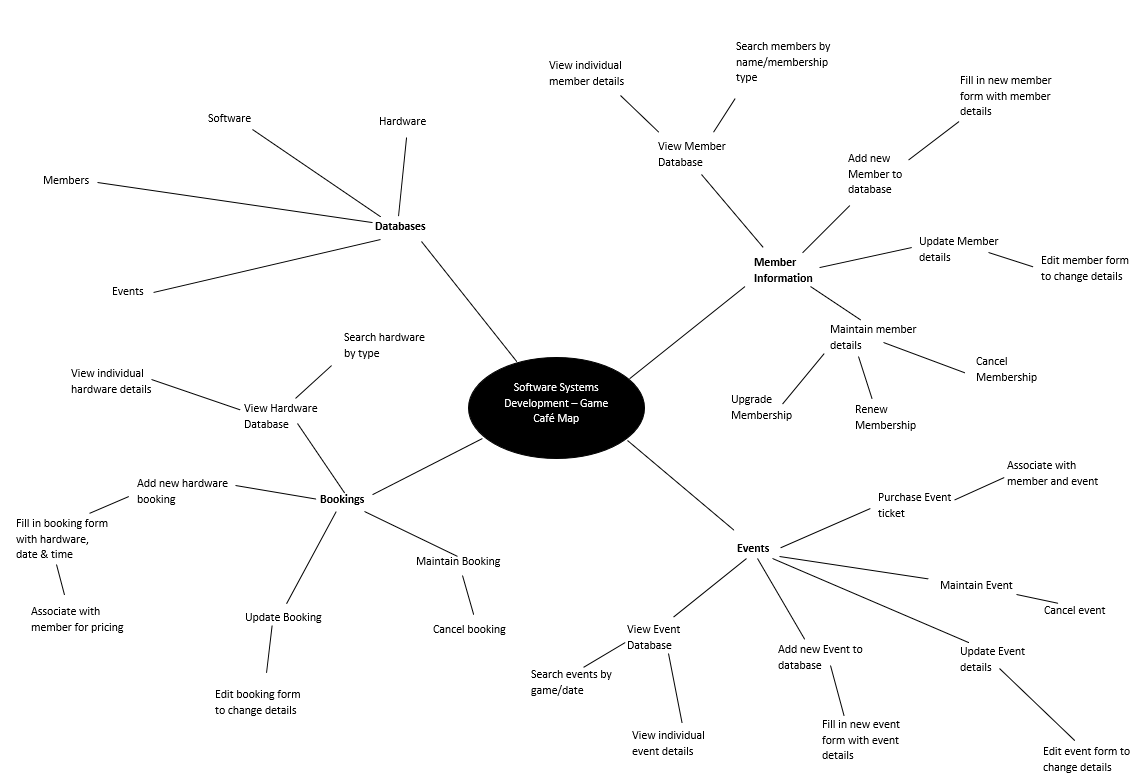 Search members by
name/membership
type
View individual
member details
Fill in new member
form with member
details
Software
Hardware
View Member
Database
Add new
Member to
database
Members
Databases
Update Member
details
Member
Information
Edit member form
to change details
Events
Maintain member
details
Search hardware
by type
Cancel
Membership
View individual
hardware details
Software Systems
Development – Game
Café Map
Upgrade
Membership
Renew
Membership
View Hardware
Database
Associate with
member and event
Add new hardware
booking
Bookings
Purchase Event
ticket
Fill in booking form
with hardware,
date & time
Events
Maintain Booking
Maintain Event
Associate with
member for pricing
Update Booking
Cancel booking
Cancel event
View Event
Database
Add new Event to
database
Update Event
details
Search events by
game/date
Edit booking form
to change details
View individual
event details
Fill in new event
form with event
details
Edit event form to
change details